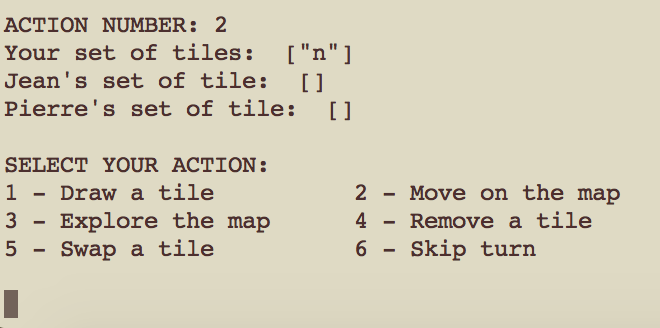 ACTION NUMBER: 2
Your set of tiles:  ["n"]
Jean's set of tile:  []
Pierre's set of tile:  []
SELECT YOUR ACTION:
1 - Draw a tile          2 - Move on the map
3 - Explore the map      4 - Remove a tile
5 - Swap a tile          6 - Skip turn